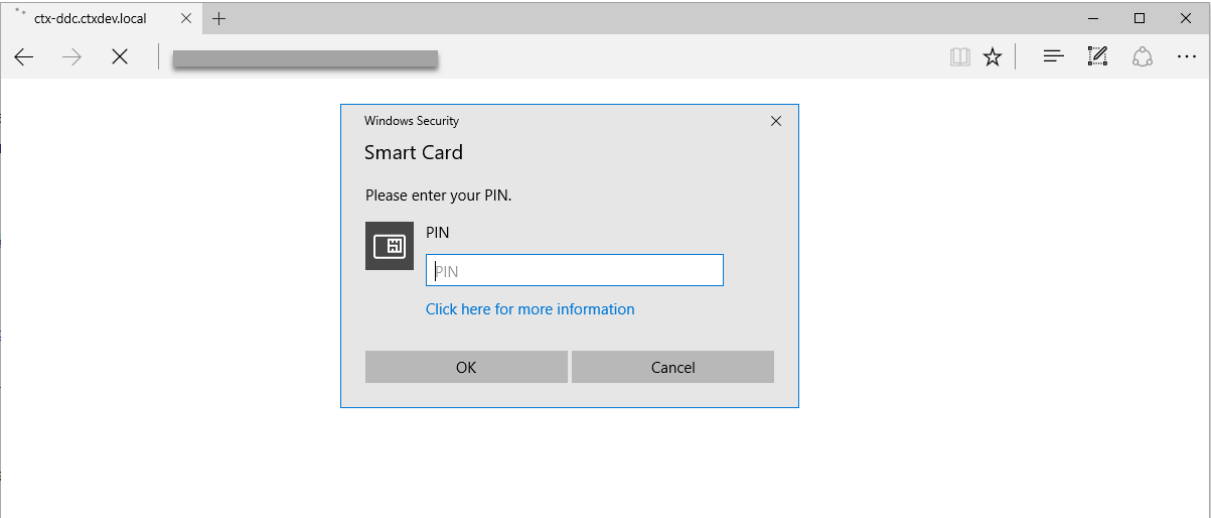 ctx-ddc.ctxdev.local
Windows Security
Smart Card
Please enter your PIN.
PIN
PIN
Click here for more information
OK
Cancel